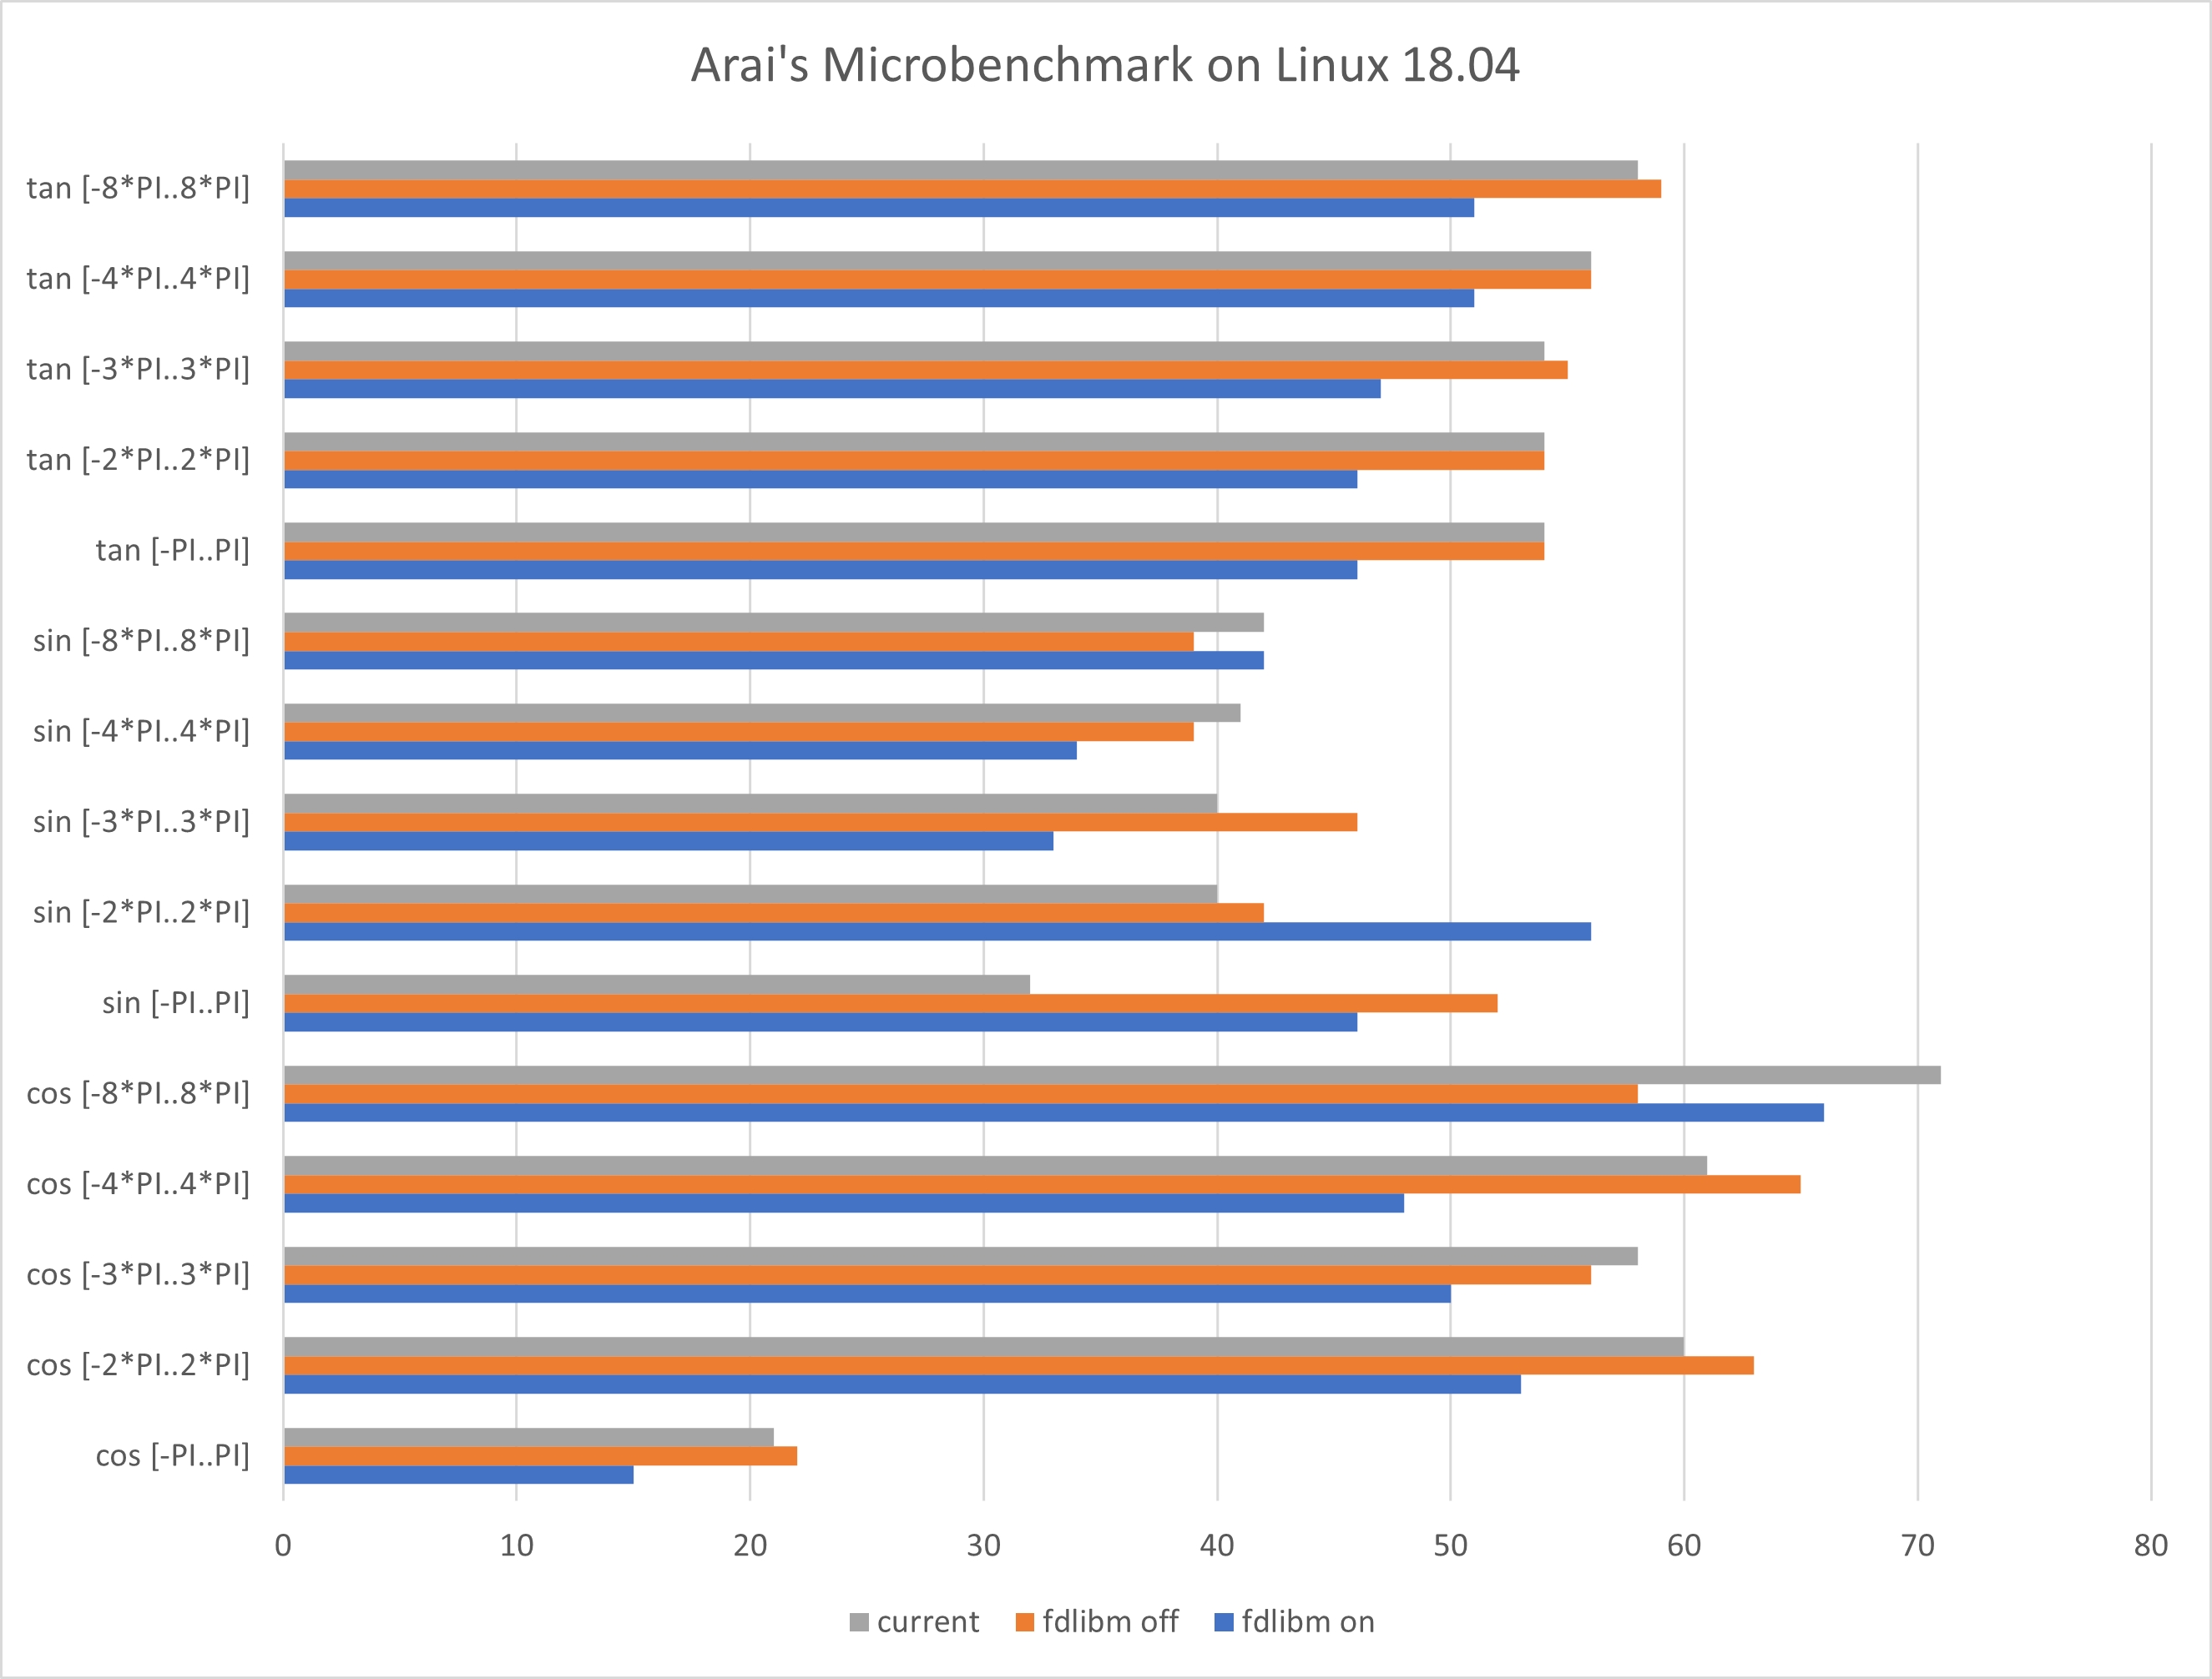 Arai's Microbenchmark on Linux 18.04
tan [-8*PI..8*PI]
tan [-4*PI..4*PI]
tan [-3*PI..3*PI]
tan [-2*PI..2*PI]
tan [-PI..PI]
sin [-8*PI..8*PI]
sin [-4*PI..4*PI]
sin [-3*PI..3*PI]
sin [-2*PI..2*PI]
sin [-PI..PI]
cos [-8*PI..8*PI]
cos [-4*PI..4*PI]
cos [-3*PI..3*PI]
cos [-2*PI..2*PI]
cos [-PI..PI]
0 10 20 30 40 50 60 70 80
current fdlibm off fdlibm on